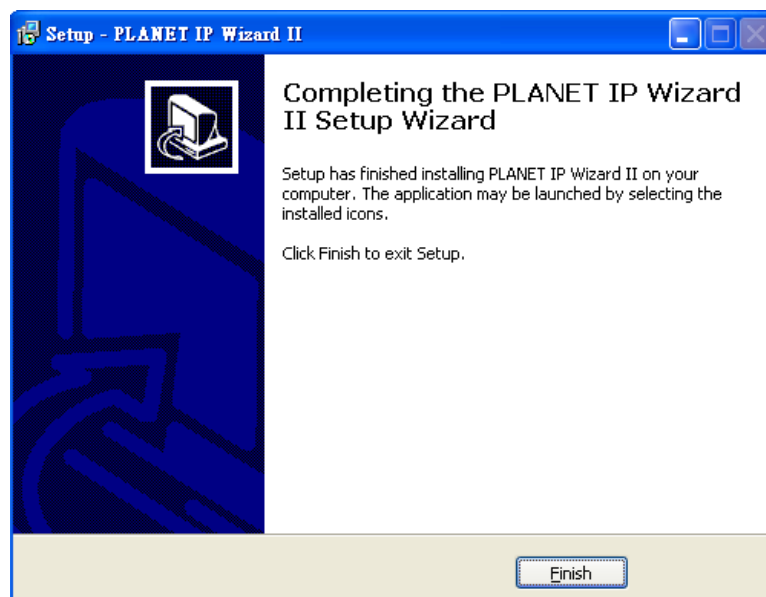 Setup - PLANET IP Wizard II
Completing the PLANET IP Wizard
II Setup Wizard
Setup has finished installing PLANET IP Wizard II on your
computer. The application may be launched by selecting the
installed icons.
Click Finish to exit Setup.
Finish